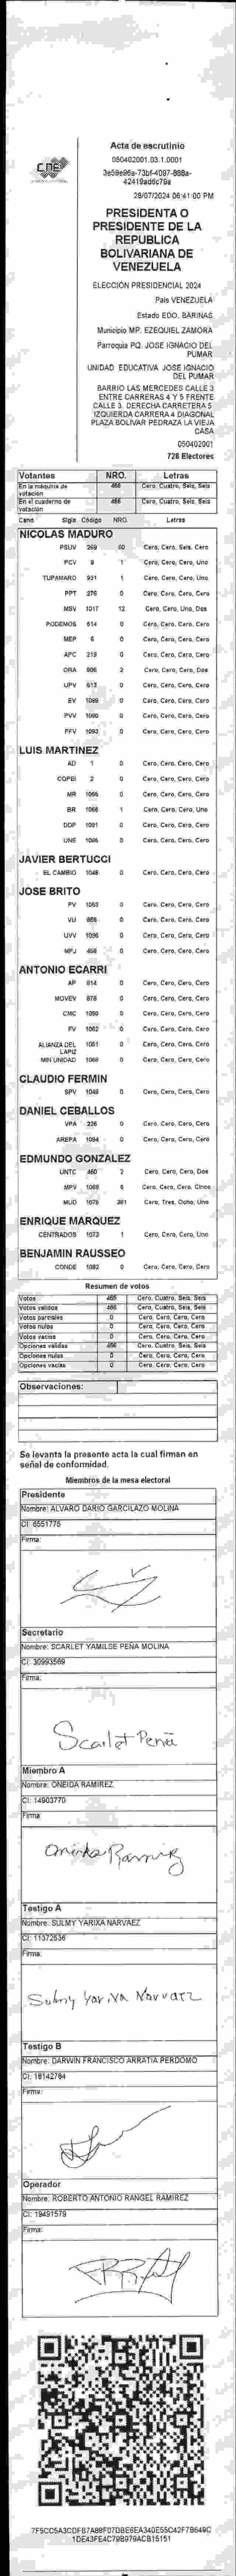 CNE
Acta de escrutinio
050402001.03.1.0001
3e59e96a-73bf-4097-888a-
42419ad6c79a
28/07/2024 06:41:00 PM
PRESIDENTA O
PRESIDENTE DE LA
REPUBLICA
BOLIVARIANA DE
VENEZUELA
ELECCIÓN PRESIDENCIAL 2024
País VENEZUELA
Estado EDO. BARINAS
Municipio MP. EZEQUIEL ZAMORA
Parroquia PQ. JOSE IGNACIO DEL
PUMAR
UNIDAD EDUCATIVA JOSE IGNACIO
DEL PUMAR
BARRIO LAS MERCEDES CALLE 3
ENTRE CARRERAS 4 Y 5 FRENTE
CALLE 3 DERECHA CARRETERA 5
IZQUIERDA CARRERA 4 DIAGONAL
PLAZA BOLIVAR PEDRAZA LA VIEJA
CASA
050402001
728 Electores
Votantes NRO. Letras
En la máquina de votación 466 Cero, Cuatro, Seis, Seis
En el cuaderno de votación 466 Cero, Cuatro, Seis, Seis
Cand. Sigla Código NRO. Letras
NICOLAS MADURO
PSUV 269 60 Cero, Cero, Seis, Cero
PCV 9 1 Cero, Cero, Cero, Uno
TUPAMARO 931 1 Cero, Cero, Cero, Uno
PPT 276 0 Cero, Cero, Cero, Cero
MSV 1017 12 Cero, Cero, Uno, Dos
PODEMOS 514 0 Cero, Cero, Cero, Cero
MEP 6 0 Cero, Cero, Cero, Cero
APC 219 0 Cero, Cero, Cero, Cero
ORA 906 2 Cero, Cero, Cero, Dos
UPV 613 0 Cero, Cero, Cero, Cero
EV 1089 0 Cero, Cero, Cero, Cero
PVV 1090 0 Cero, Cero, Cero, Cero
PFV 1093 0 Cero, Cero, Cero, Cero
LUIS MARTINEZ
AD 1 0 Cero, Cero, Cero, Cero
COPEI 2 0 Cero, Cero, Cero, Cero
MR 1066 0 Cero, Cero, Cero, Cero
BR 1068 1 Cero, Cero, Cero, Uno
DDP 1091 0 Cero, Cero, Cero, Cero
UNE 1095 0 Cero, Cero, Cero, Cero
JAVIER BERTUCCI
EL CAMBIO 1048 0 Cero, Cero, Cero, Cero
JOSE BRITO
PV 1053 0 Cero, Cero, Cero, Cero
VU 0 Cero, Cero, Cero, Cero
UVV 1096 0 Cero, Cero, Cero, Cero
MPJ 456 0 Cero, Cero, Cero, Cero
ANTONIO ECARRI
AP 814 0 Cero, Cero, Cero, Cero
MOVEV 878 0 Cero, Cero, Cero, Cero
CMC 1050 0 Cero, Cero, Cero, Cero
FV 1062 0 Cero, Cero, Cero, Cero
ALIANZA DEL LAPIZ 1061 0 Cero, Cero, Cero, Cero
MIN UNIDAD 1069 0 Cero, Cero, Cero, Cero
CLAUDIO FERMIN
SPV 1049 0 Cero, Cero, Cero, Cero
DANIEL CEBALLOS
VPA 236 0 Cero, Cero, Cero, Cero
AREPA 1094 0 Cero, Cero, Cero, Cero
EDMUNDO GONZALEZ
UNTC 460 2 Cero, Cero, Cero, Dos
MPV 1069 5 Cero, Cero, Cero, Cinco
MUD 1075 381 Cero, Tres, Ocho, Uno
ENRIQUE MARQUEZ
CENTRADOS 1073 1 Cero, Cero, Cero, Uno
BENJAMIN RAUSSEO
CONDE 1092 0 Cero, Cero, Cero, Cero
Resumen de votos
Votos 466 Cero, Cuatro, Seis, Seis
Votos válidos 466 Cero, Cuatro, Seis, Seis
Votos parciales 0 Cero, Cero, Cero, Cero
Votos nulos 0 Cero, Cero, Cero, Cero
Votos vacíos 0 Cero, Cero, Cero, Cero
Opciones válidas 466 Cero, Cuatro, Seis, Seis
Opciones nulas 0 Cero, Cero, Cero, Cero
Opciones vacías 0 Cero, Cero, Cero, Cero
Observaciones:
Se levanta la presente acta la cual firman en
señal de conformidad.
Miembros de la mesa electoral
Presidente
Nombre: ALVARO DARIO GARCILAZO MOLINA
CI: 6551775
Firma:
Secretario
Nombre: SCARLET YAMILSE PEÑA MOLINA
CI: 30993569
Firma:
Scarlet Peña
Miembro A
Nombre: ONEIDA RAMIREZ
CI: 14903770
Firma:
Oneida Ramirez
Testigo A
Nombre: SULMY YARIXA NARVAEZ
CI: 11372536
Firma:
Sulmy Yarixa Narvaez
Testigo B
Nombre: DARWIN FRANCISCO ARRATIA PERDOMO
CI: 18142784
Firma:
Operador
Nombre: ROBERTO ANTONIO RANGEL RAMIREZ
CI: 19491579
Firma:
7F5CC5A3CDFB7A88F07DBE6EA340E55C42F7B649C
1DE43FE4C79B979ACB15151